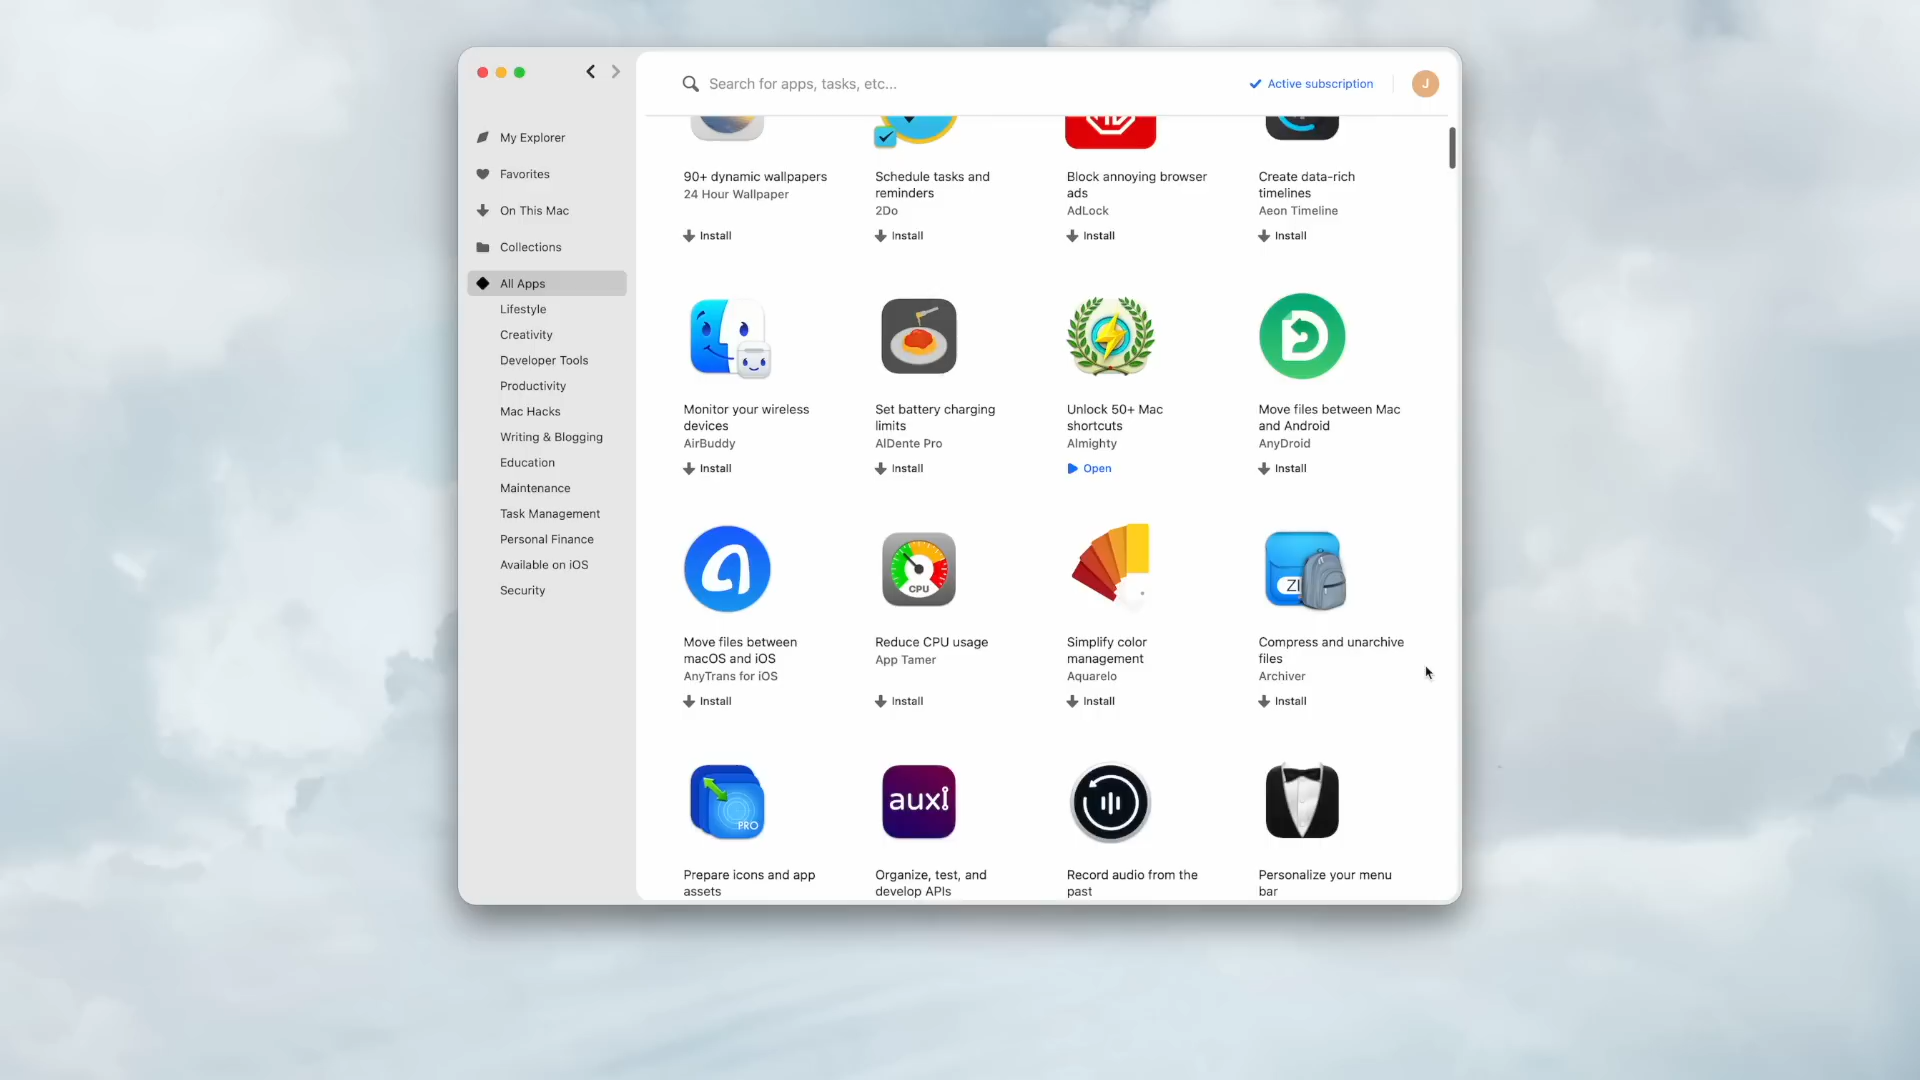 Search for apps, tasks, etc...
Active subscription
J
My Explorer
Favorites
On This Mac
Collections
All Apps
Lifestyle
Creativity
Developer Tools
Productivity
Mac Hacks
Writing & Blogging
Education
Maintenance
Task Management
Personal Finance
Available on iOS
Security
90+ dynamic wallpapers
24 Hour Wallpaper
Install
Schedule tasks and
reminders
2Do
Install
Block annoying browser
ads
AdLock
Install
Create data-rich
timelines
Aeon Timeline
Install
Monitor your wireless
devices
AirBuddy
Install
Set battery charging
limits
AlDente Pro
Install
Unlock 50+ Mac
shortcuts
Almighty
Open
Move files between Mac
and Android
AnyDroid
Install
Move files between
macOS and iOS
AnyTrans for iOS
Install
CPU
Reduce CPU usage
App Tamer
Install
Simplify color
management
Aquarelo
Install
ZI
Compress and unarchive
files
Archiver
Install
PRO
Prepare icons and app
assets
auxl
Organize, test, and
develop APIs
Record audio from the
past
Personalize your menu
bar